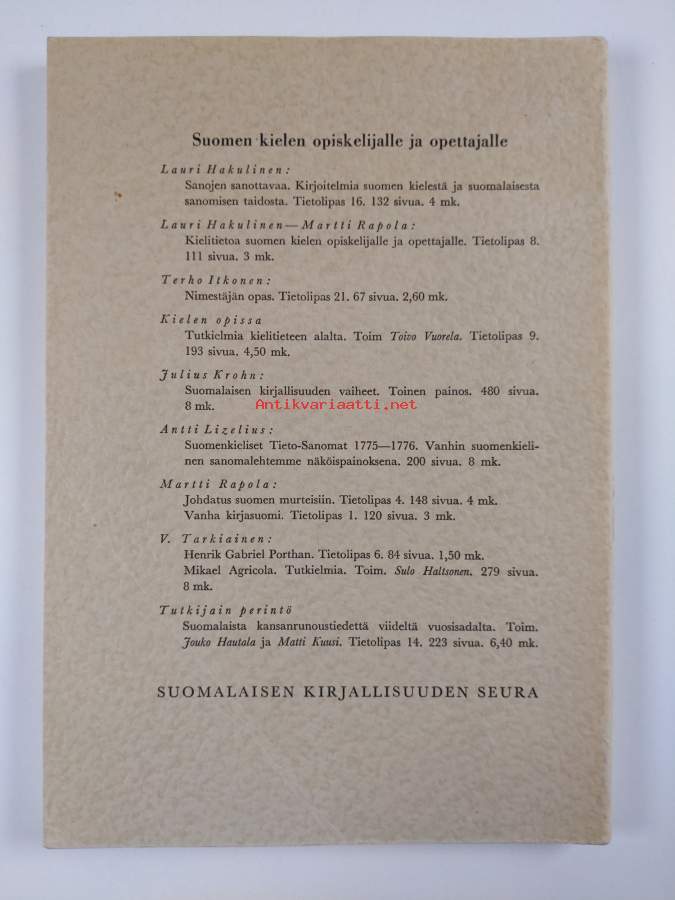 Suomen kielen opiskelijalle ja opettajalle
Lauri Hakulinen:
Sanojen sanottavaa. Kirjoitelmia suomen kielestä ja suomalaisesta
sanomisen taidosta. Tietolipas 16. 132 sivua. 4 mk.
Lauri Hakulinen—Martti Rapola:
Kielitietoa suomen kielen opiskelijalle ja opettajalle. Tietolipas 8.
111 sivua. 3 mk.
Terho Itkonen:
Nimestäjän opas. Tietolipas 21. 67 sivua. 2,60 mk.
Kielen opissa
Tutkielmia kielitieteen alalta. Toim Toivo Vuorela. Tietolipas 9.
193 sivua. 4,50 mk.
Julius Krohn:
Suomalaisen kirjallisuuden vaiheet. Toinen painos. 480 sivua.
8 mk.
Antikvariaatti.net
Antti Lizelius:
Suomenkieliset Tieto-Sanomat 1775—1776. Vanhin suomenkieli-
nen sanomalehtemme näköispainoksena. 200 sivua. 8 mk.
Martti Rapola:
Johdatus suomen murteisiin. Tietolipas 4. 148 sivua. 4 mk.
Vanha kirjasuomi. Tietolipas 1. 120 sivua. 3 mk.
V. Tarkiainen:
Henrik Gabriel Porthan. Tietolipas 6. 84 sivua. 1,50 mk.
Mikael Agricola. Tutkielmia. Toim. Sulo Haltsonen. 279 sivua.
8 mk.
Tutkijain perintö
Suomalaista kansanrunoustiedettä viideltä vuosisadalta. Toim.
Jouko Hautala ja Matti Kuusi. Tietolipas 14. 223 sivua. 6,40 mk.
SUOMALAISEN KIRJALLISUUDEN SEURA